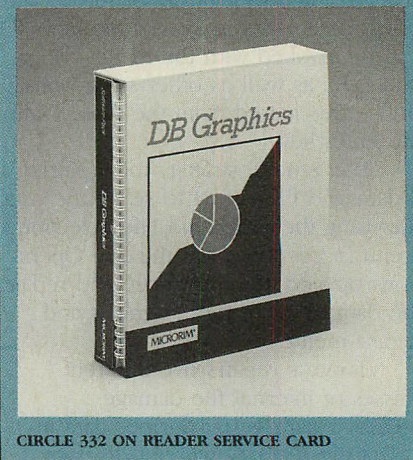 DB Graphics
DB Graphics
MICRORIM
MICRORIM®
CIRCLE 332 ON READER SERVICE CARD